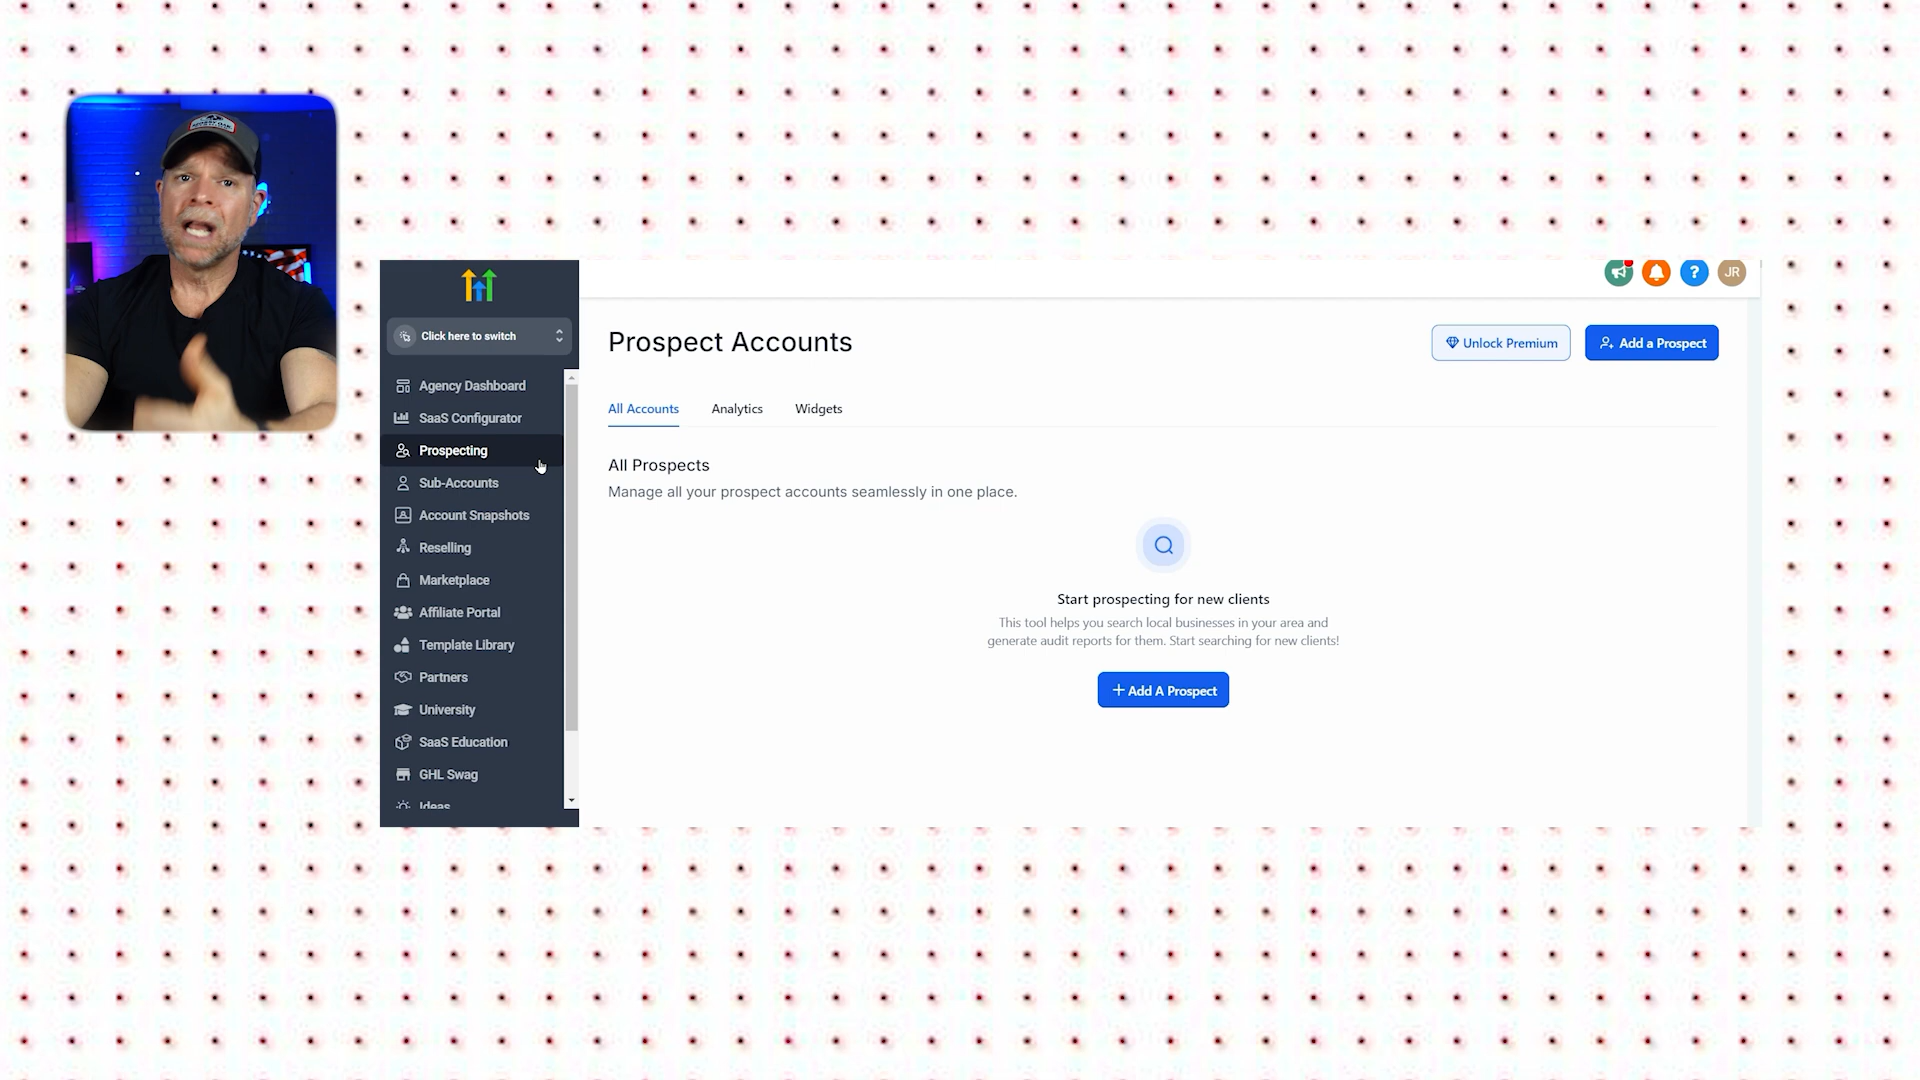 Click here to switch
Agency Dashboard
SaaS Configurator
Prospecting
Sub-Accounts
Account Snapshots
Reselling
Marketplace
Affiliate Portal
Template Library
Partners
University
SaaS Education
GHL Swag
Ideas
?
JR
Prospect Accounts
Unlock Premium
Add a Prospect
All Accounts
Analytics
Widgets
All Prospects
Manage all your prospect accounts seamlessly in one place.
Start prospecting for new clients
This tool helps you search local businesses in your area and
generate audit reports for them. Start searching for new clients!
+ Add A Prospect